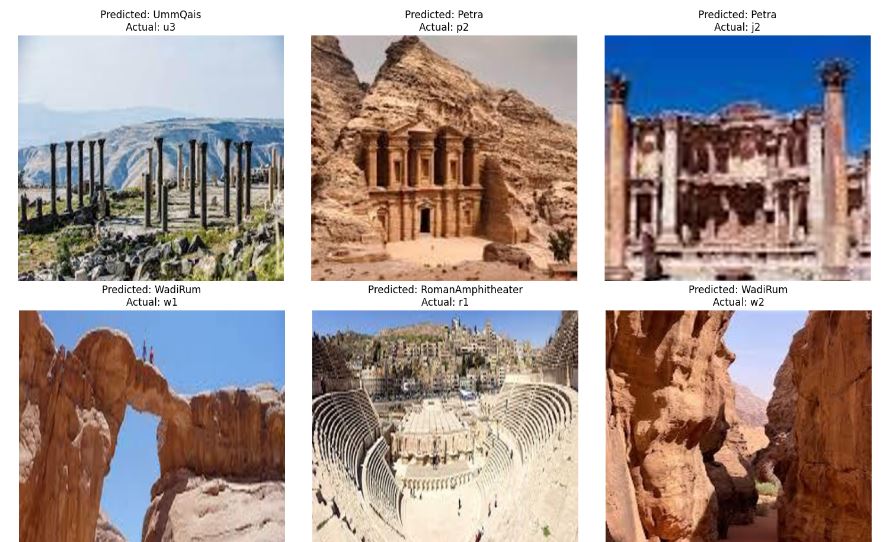 Predicted: UmmQais
Actual: u3
Predicted: Petra
Actual: p2
Predicted: Petra
Actual: j2
Predicted: WadiRum
Actual: w1
Predicted: RomanAmphitheater
Actual: r1
Predicted: WadiRum
Actual: w2